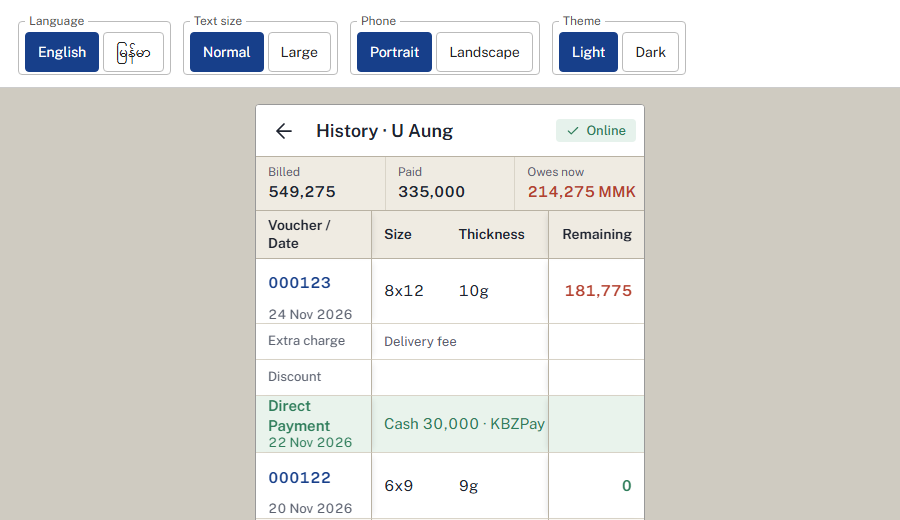 Language
Text size
Phone
Theme
English
မြန်မာ
Normal
Large
Portrait
Landscape
Light
Dark
History · U Aung
Online
Billed
Paid
Owes now
549,275
335,000
214,275 MMK
Voucher /
Date
Size
Thickness
Remaining
000123
24 Nov 2026
8x12
10g
181,775
Extra charge
Delivery fee
Discount
Direct
Payment
22 Nov 2026
Cash 30,000 · KBZPay
000122
20 Nov 2026
6x9
9g
0